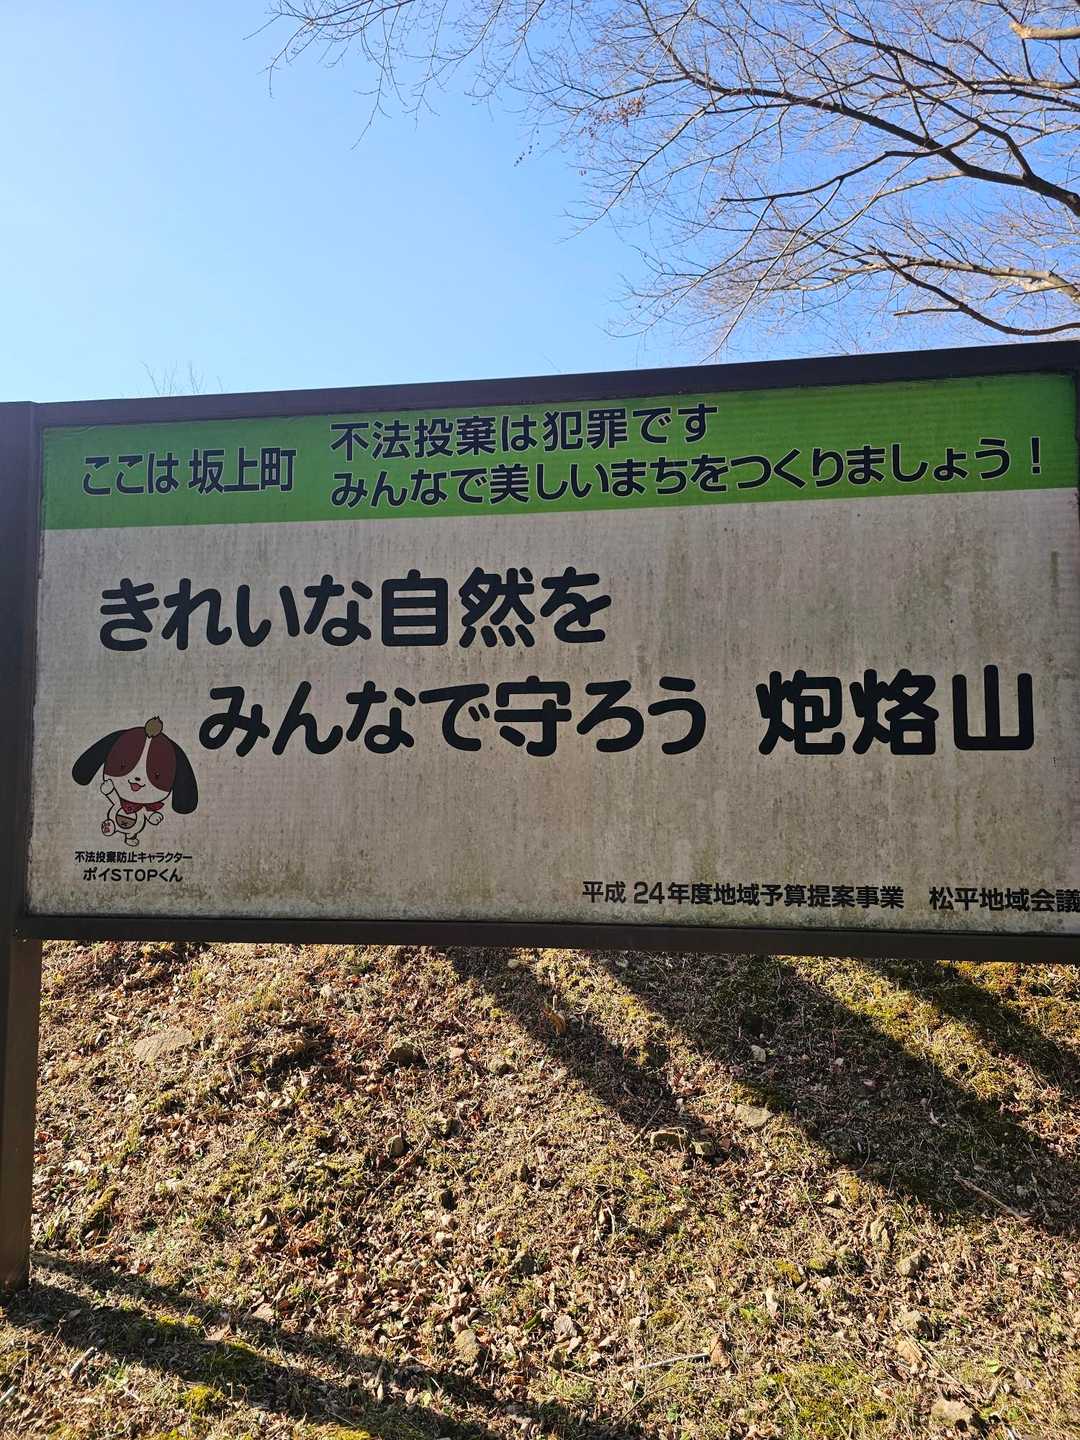 ここは 坂上町
不法投棄は犯罪です
みんなで美しいまちをつくりましょう！
きれいな自然を
みんなで守ろう 炮烙山
不法投棄防止キャラクター
ポイSTOPくん
平成 24年度地域予算提案事業 松平地域会議